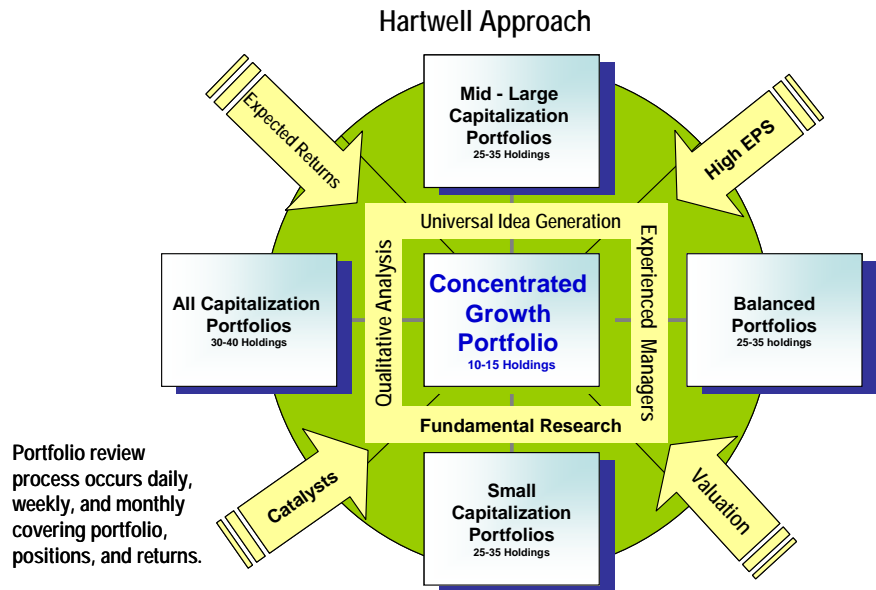 Hartwell Approach
Expected Returns
Mid - Large
Capitalization
Portfolios
25-35 Holdings
High EPS
Universal Idea Generation
Qualitative Analysis
Experienced Managers
All Capitalization
Portfolios
30-40 Holdings
Concentrated
Growth
Portfolio
10-15 Holdings
Balanced
Portfolios
25-35 holdings
Fundamental Research
Portfolio review
process occurs daily,
weekly, and monthly
covering portfolio,
positions, and returns.
Catalysts
Small
Capitalization
Portfolios
25-35 Holdings
Valuation